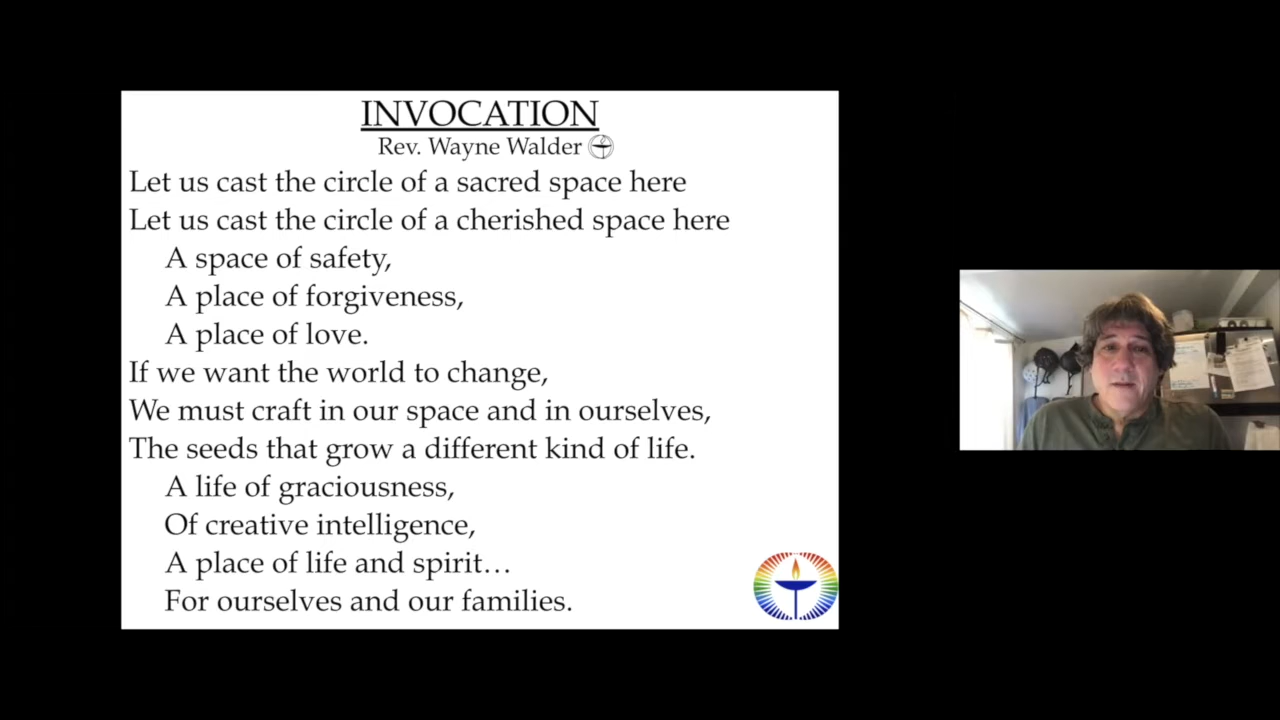 INVOCATION
Rev. Wayne Walder
Let us cast the circle of a sacred space here
Let us cast the circle of a cherished space here
A space of safety,
A place of forgiveness,
A place of love.
If we want the world to change,
We must craft in our space and in ourselves,
The seeds that grow a different kind of life.
A life of graciousness,
Of creative intelligence,
A place of life and spirit…
For ourselves and our families.